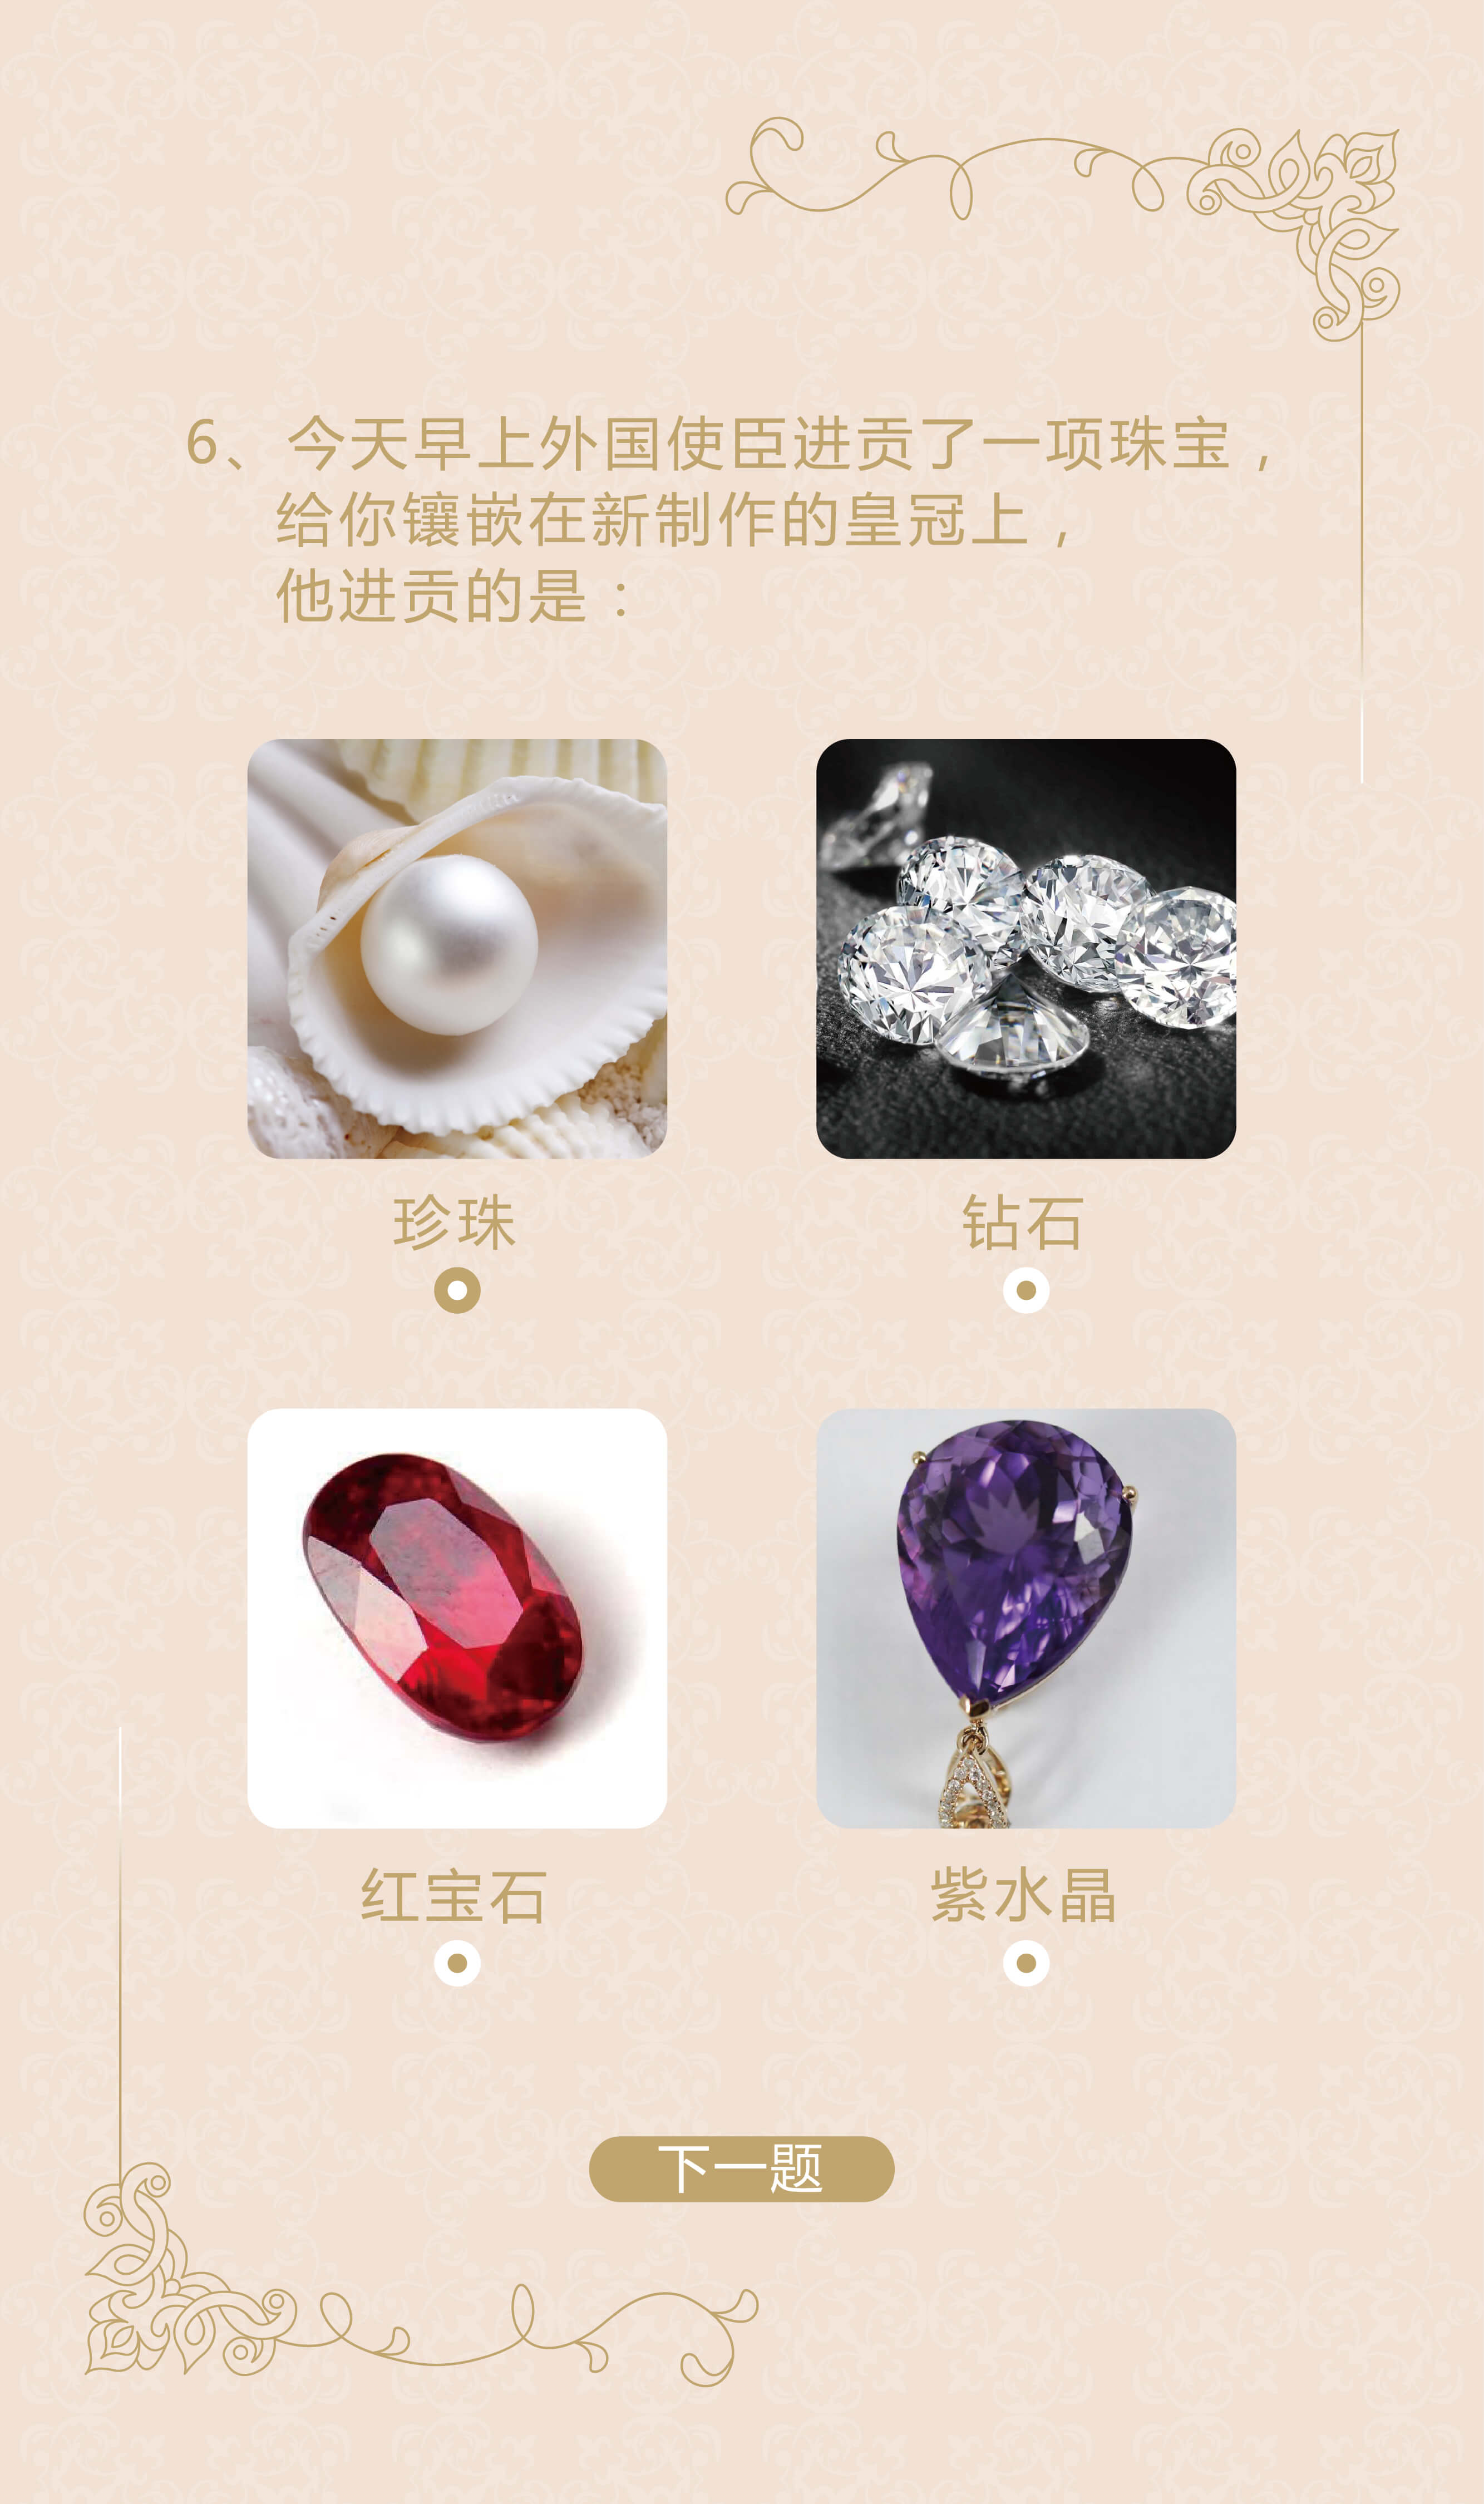 6、今天早上外国使臣进贡了一项珠宝，
给你镶嵌在新制作的皇冠上，
他进贡的是：
珍珠
钻石
红宝石
紫水晶
下一题